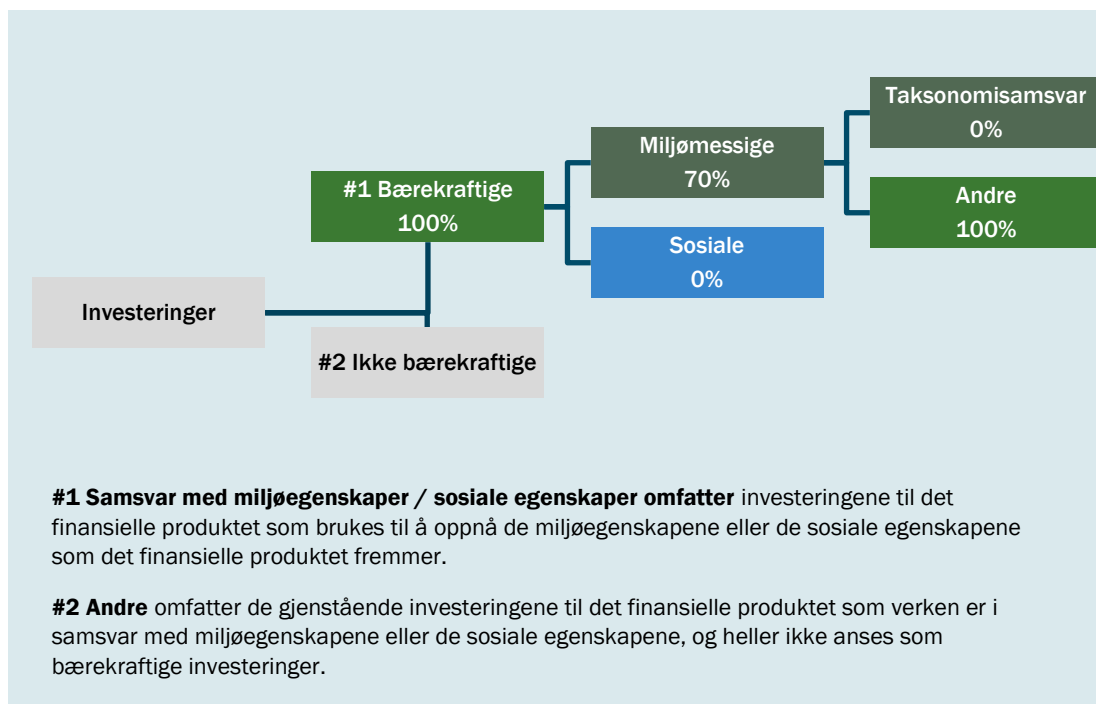 Taksonomisamsvar
0%
Miljømessige
70%
#1 Bærekraftige
100%
Andre
100%
Sosiale
0%
Investeringer
#2 Ikke bærekraftige
#1 Samsvar med miljøegenskaper / sosiale egenskaper omfatter investeringene til det
finansielle produktet som brukes til å oppnå de miljøegenskapene eller de sosiale egenskapene
som det finansielle produktet fremmer.
#2 Andre omfatter de gjenstående investeringene til det finansielle produktet som verken er i
samsvar med miljøegenskapene eller de sosiale egenskapene, og heller ikke anses som
bærekraftige investeringer.